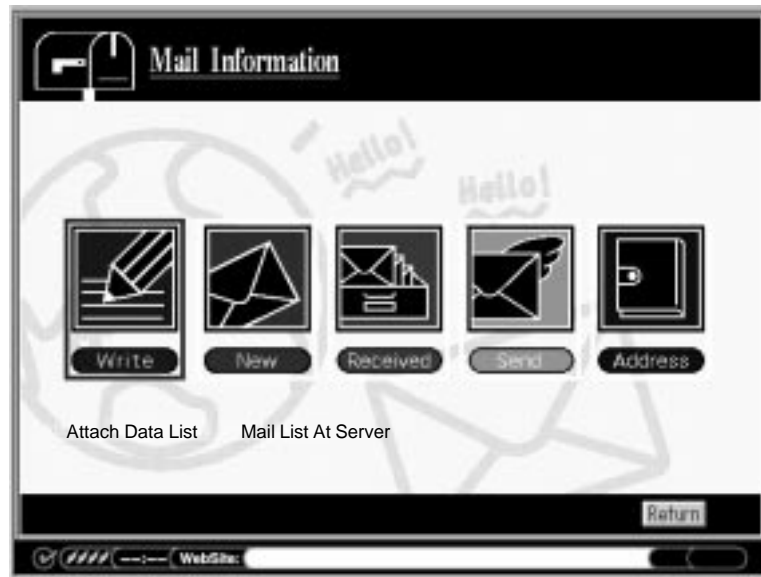 Mail Information
Hello!
Hello!
Write New Received Send Address
Attach Data List Mail List At Server
Return
--:-- WebSite: